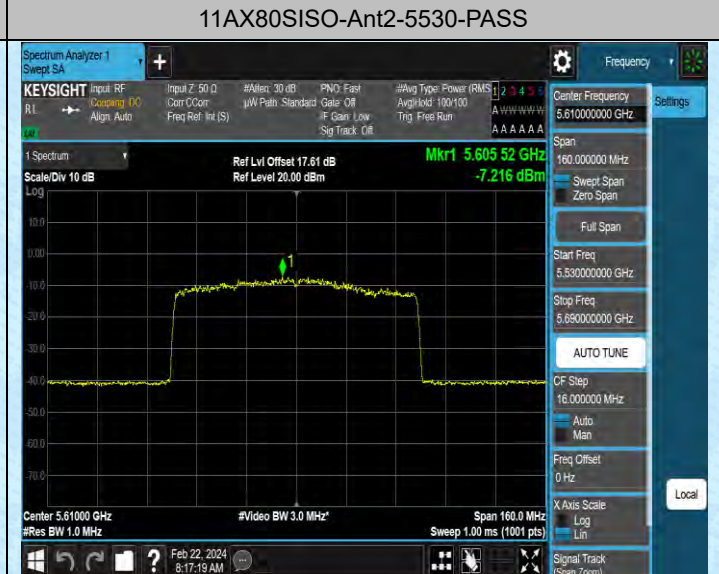 11AX80SISO-Ant2-5530-PASS
Spectrum Analyzer 1
Swept SA
+
Frequency
KEYSIGHT
RL
Input: RF
Coupling: DC
Align: Auto
Input Z: 50 Ω
Corr CCorr
Freq Ref: Int (S)
#Atten: 30 dB
µW Path: Standard
PNO: Fast
Gate: Off
IF Gain: Low
Sig Track: Off
#Avg Type: Power (RMS
Avg|Hold: 100/100
Trig: Free Run
1 2 3 4 5 6
A W W W W W
A A A A A A
Center Frequency
5.610000000 GHz
Settings
1 Spectrum
Scale/Div 10 dB
Ref Lvl Offset 17.61 dB
Ref Level 20.00 dBm
Mkr1 5.605 52 GHz
-7.216 dBm
Span
160.000000 MHz
Swept Span
Zero Span
Full Span
Start Freq
5.530000000 GHz
Stop Freq
5.690000000 GHz
AUTO TUNE
CF Step
16.000000 MHz
Auto
Man
Freq Offset
0 Hz
X Axis Scale
Log
Lin
Local
Signal Track
(Span Zoom)
Log
10.0
0.00
-10.0
-20.0
-30.0
-40.0
-50.0
-60.0
-70.0
1
Center 5.61000 GHz
#Res BW 1.0 MHz
#Video BW 3.0 MHz*
Span 160.0 MHz
Sweep 1.00 ms (1001 pts)
?
Feb 22, 2024
8:17:19 AM